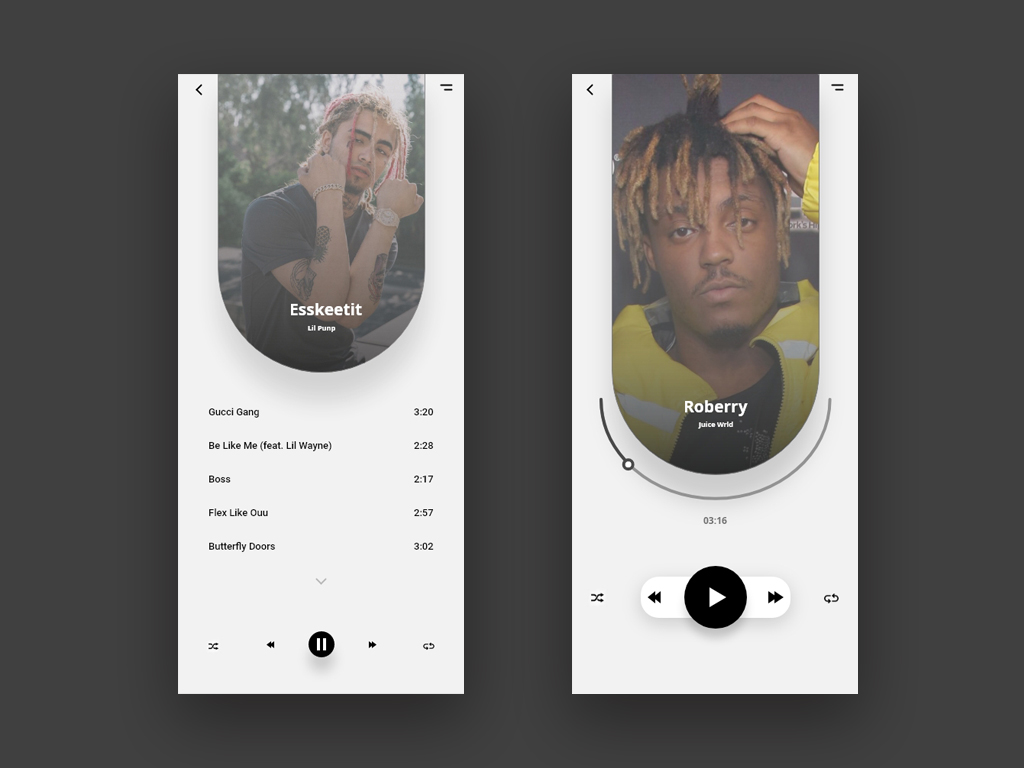 Esskeetit
Lil Punp
Gucci Gang 3:20
Be Like Me (feat. Lil Wayne) 2:28
Boss 2:17
Flex Like Ouu 2:57
Butterfly Doors 3:02
Roberry
Juice Wrld
03:16